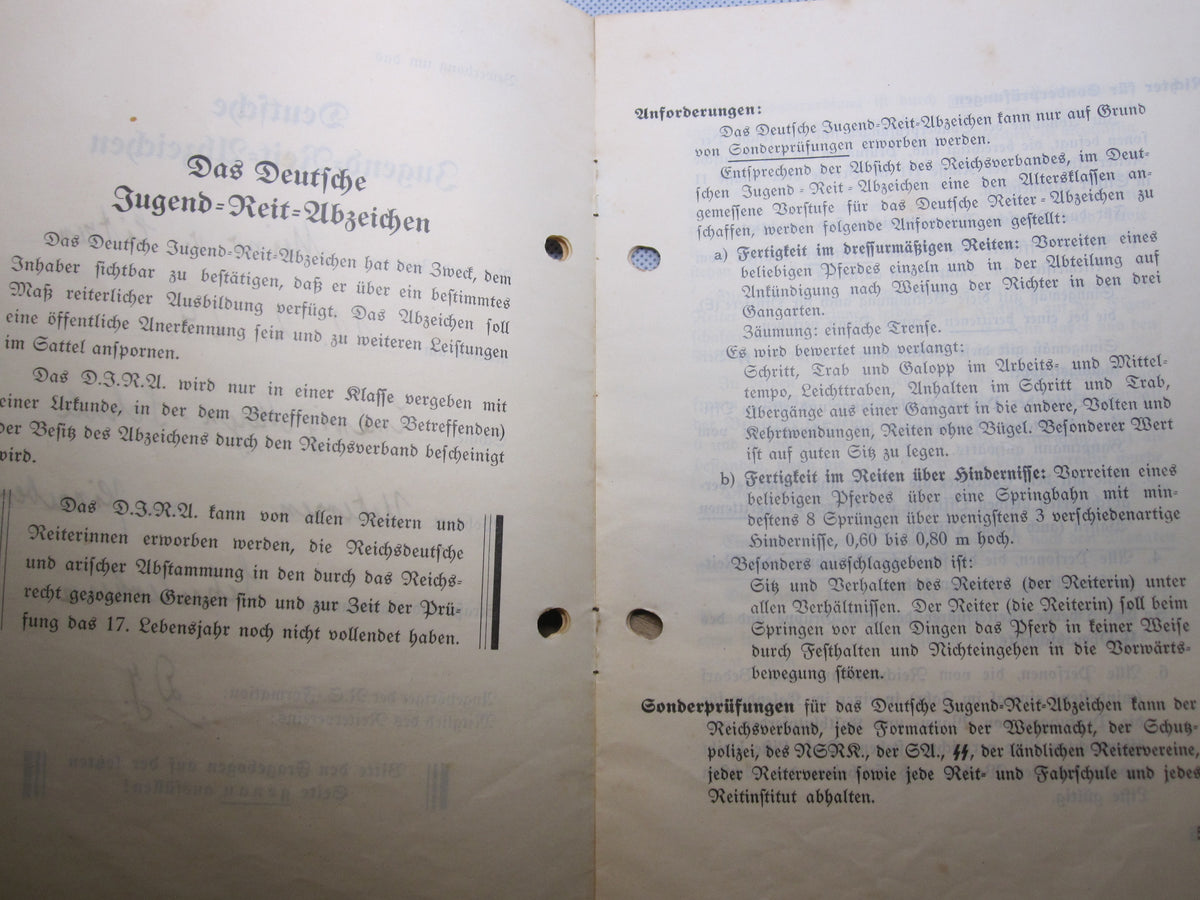 Das Deutsche
Jugend=Reit=Abzeichen
Das Deutsche Jugend=Reit=Abzeichen hat den Zweck, dem
Inhaber sichtbar zu bestätigen, daß er über ein bestimmtes
Maß reiterlicher Ausbildung verfügt. Das Abzeichen soll
eine öffentliche Anerkennung sein und zu weiteren Leistungen
im Sattel anspornen.
Das D.J.R.A. wird nur in einer Klasse vergeben mit
einer Urkunde, in der dem Betreffenden (der Betreffenden)
der Besitz des Abzeichens durch den Reichsverband bescheinigt
wird.
Das D.J.R.A. kann von allen Reitern und
Reiterinnen erworben werden, die Reichsdeutsche
und arischer Abstammung in den durch das Reichs=
recht gezogenen Grenzen sind und zur Zeit der Prü=
fung das 17. Lebensjahr noch nicht vollendet haben.
Anforderungen:
Das Deutsche Jugend=Reit=Abzeichen kann nur auf Grund
von Sonderprüfungen erworben werden.
Entsprechend der Absicht des Reichsverbandes, im Deut=
schen Jugend=Reit=Abzeichen eine den Altersklassen an=
gemessene Vorstufe für das Deutsche Reiter=Abzeichen zu
schaffen, werden folgende Anforderungen gestellt:
a) Fertigkeit im dressurmäßigen Reiten: Vorreiten eines
beliebigen Pferdes einzeln und in der Abteilung auf
Ankündigung nach Weisung der Richter in den drei
Gangarten.
Zäumung: einfache Trense.
Es wird bewertet und verlangt:
Schritt, Trab und Galopp im Arbeits= und Mittel=
tempo, Leichttraben, Anhalten im Schritt und Trab,
Übergänge aus einer Gangart in die andere, Volten und
Kehrtwendungen, Reiten ohne Bügel. Besonderer Wert
ist auf guten Sitz zu legen.
b) Fertigkeit im Reiten über Hindernisse: Vorreiten eines
beliebigen Pferdes über eine Springbahn mit min=
destens 8 Sprüngen über wenigstens 3 verschiedenartige
Hindernisse, 0,60 bis 0,80 m hoch.
Besonders ausschlaggebend ist:
Sitz und Verhalten des Reiters (der Reiterin) unter
allen Verhältnissen. Der Reiter (die Reiterin) soll beim
Springen vor allen Dingen das Pferd in keiner Weise
durch Festhalten und Nichteingehen in die Vorwärts=
bewegung stören.
Sonderprüfungen für das Deutsche Jugend=Reit=Abzeichen kann der
Reichsverband, jede Formation der Wehrmacht, der Schutz=
polizei, des NSRK., der SA., SS, der ländlichen Reitervereine,
jeder Reiterverein sowie jede Reit= und Fahrschule und jedes
Reitinstitut abhalten.